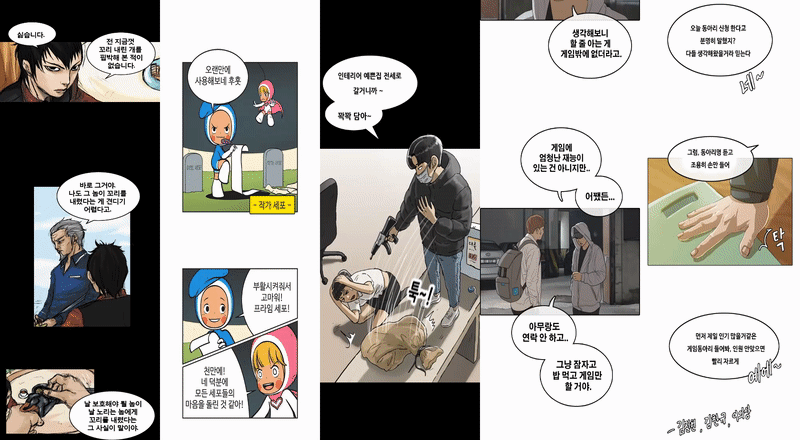 싫습니다.
전 지금껏
꼬리 내린 개를
핍박해 본 적이
없습니다.
바로 그거야.
나도 그 놈이 꼬리를
내렸다는 게 견디기
어렵다고.
날 보호해야 할 놈이
날 노리는 놈에게
꼬리를 내렸다는
그 사실이 말이야.
오랜만에
사용해보네 후훗
- 작가 세포 -
부활시켜줘서
고마워!
프라임 세포!
천만에!
네 덕분에
모든 세포들의
마음을 돌린 것 같아!
인테리어 예쁜집 전세로
갈거니까~
꽉꽉 담아~
툭~!
생각해보니
할 줄 아는 게
게임밖에 없더라고.
게임에
엄청난 재능이
있는 건 아니지만..
어쨌든...
아무랑도
연락 안 하고..
그냥 잠자고
밥 먹고 게임만
할 거야.
오늘 동아리 신청 한다고
분명히 말했지?
다들 생각해왔을거라 믿는다
네~
그럼, 동아리명 듣고
조용히 손만 들어
탁
먼저 제일 인기 많을거같은
게임동아리 들어봐, 인원 안맞으면
빨리 자르게
에에~